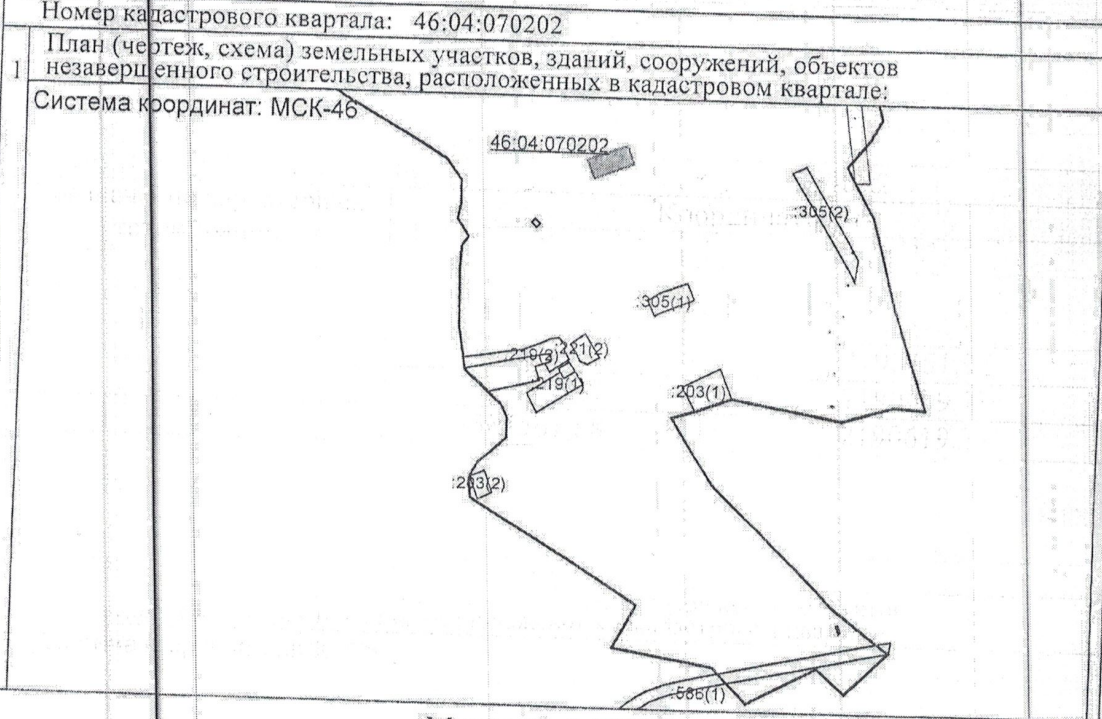 Номер кадастрового квартала: 46:04:070202
План (чертеж, схема) земельных участков, зданий, сооружений, объектов
1 незавершенного строительства, расположенных в кадастровом квартале:
Система координат: МСК-46
46:04:070202
:305(2)
:305(1)
:219(2) :221(2)
:219(1)
:203(1)
:203(2)